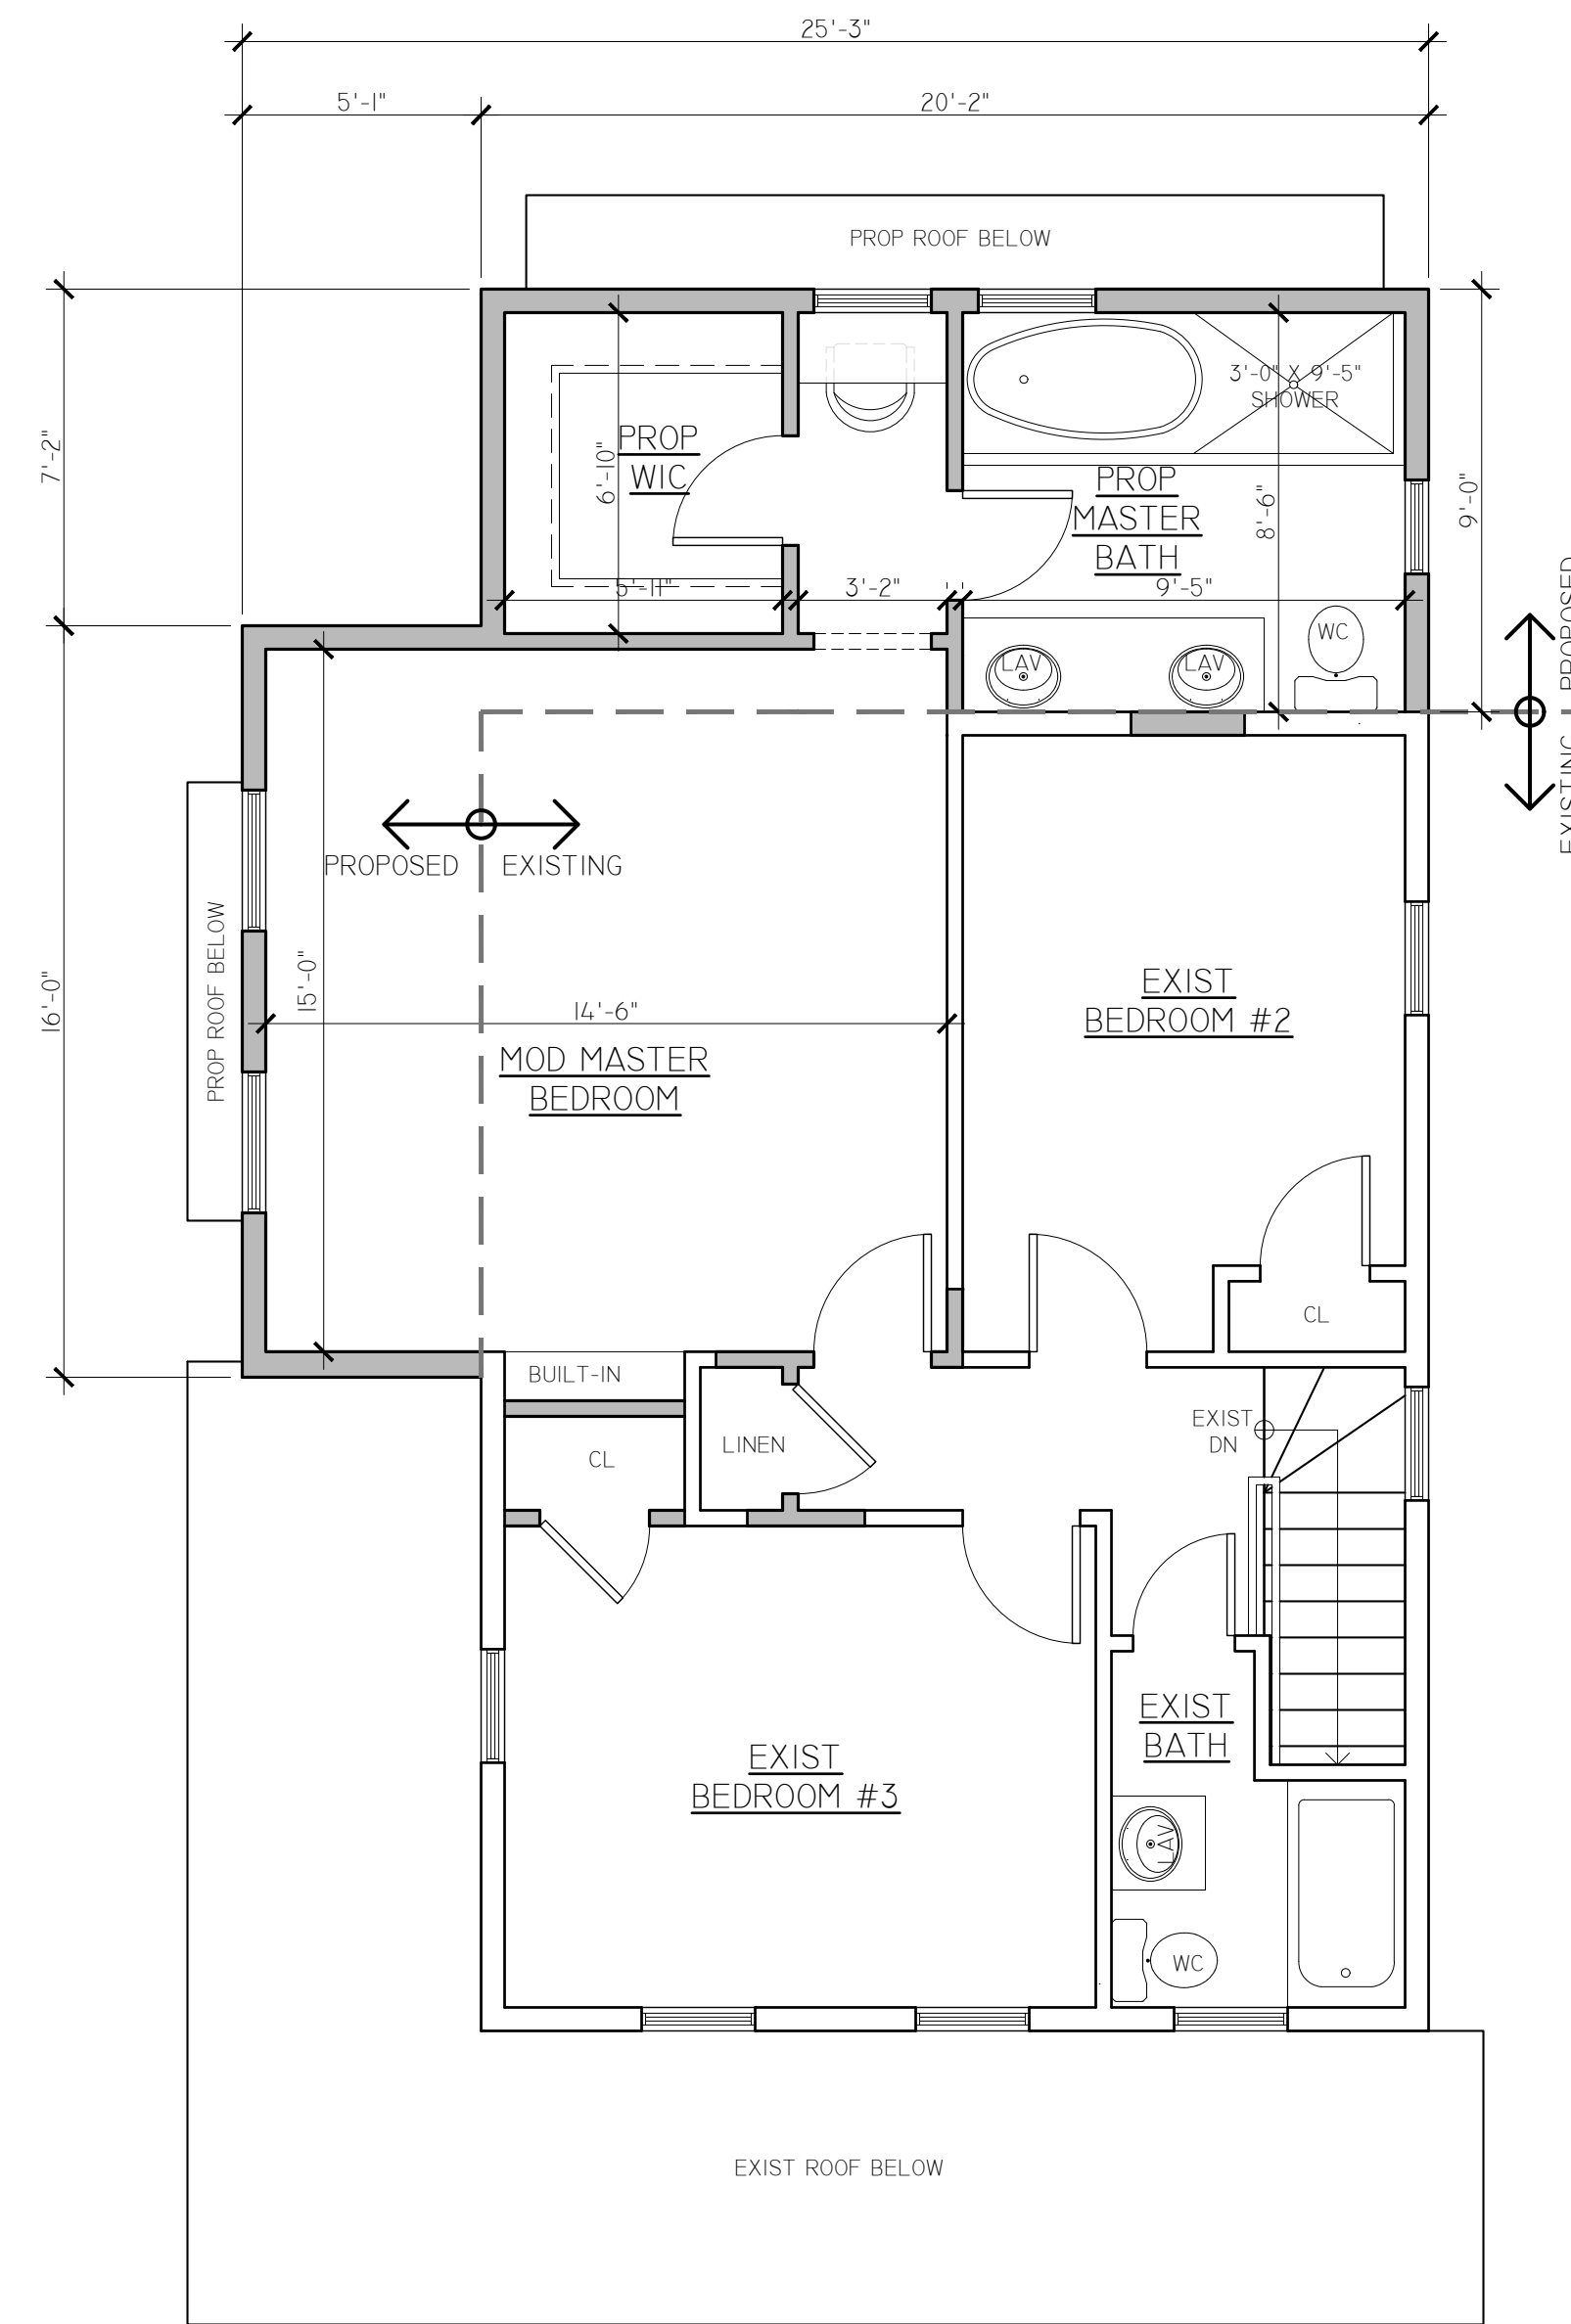 25'-3"
5'-1"
20'-2"
PROP ROOF BELOW
3'-0" X 9'-5"
SHOWER
PROP
WIC
6'-10"
7'-2"
PROP
MASTER
BATH
8'-6"
9'-0"
5'-11"
3'-2"
9'-5"
WC
LAV
LAV
PROPOSED
EXISTING
PROPOSED
EXISTING
PROP ROOF BELOW
15'-0"
16'-0"
14'-6"
MOD MASTER
BEDROOM
EXIST
BEDROOM #2
CL
BUILT-IN
CL
LINEN
EXIST
DN
EXIST
BATH
EXIST
BEDROOM #3
LAV
WC
EXIST ROOF BELOW